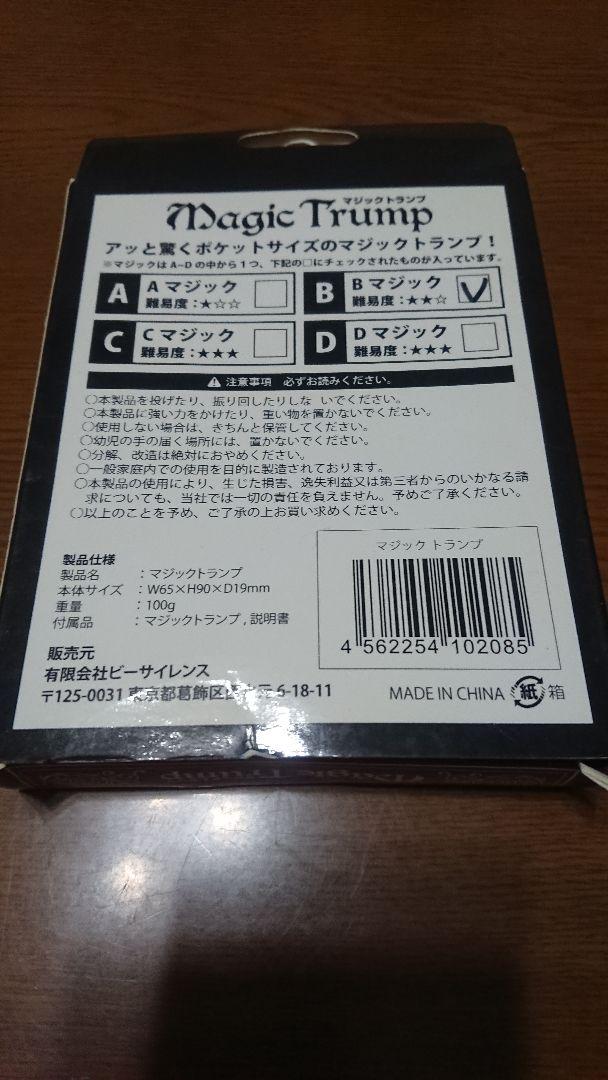 マジックトランプ
Magic Trump
アッと驚くポケットサイズのマジックトランプ！
※マジックは A~D の中から１つ、下記の□にチェックされたものが入っています。
A Aマジック
難易度：★☆☆
B Bマジック
難易度：★★☆
C Cマジック
難易度：★★★
D Dマジック
難易度：★★★
注意事項 必ずお読みください。
○本製品を投げたり、振り回したりしな いでください。
○本製品に強い力をかけたり、重い物を置かないでください。
○使用しない場合は、きちんと保管してください。
○幼児の手の届く場所には、置かないでください。
○分解、改造は絶対におやめください。
○一般家庭内での使用を目的に製造されております。
○本製品の使用により、生じた損害、逸失利益又は第三者からのいかなる請
求についても、当社では一切の責任を負えません。予めご了承ください。
○以上のことを予め、ご了承の上お買い求めください。
製品仕様
製品名 ：マジックトランプ
本体サイズ ：W65×H90×D19mm
重量 ：100g
付属品 ：マジックトランプ , 説明書
マジック トランプ
4 562254 102085
販売元
有限会社ビーサイレンス
〒125-0031 東京都葛飾区 6-18-11
MADE IN CHINA 紙 箱
Magic Trump